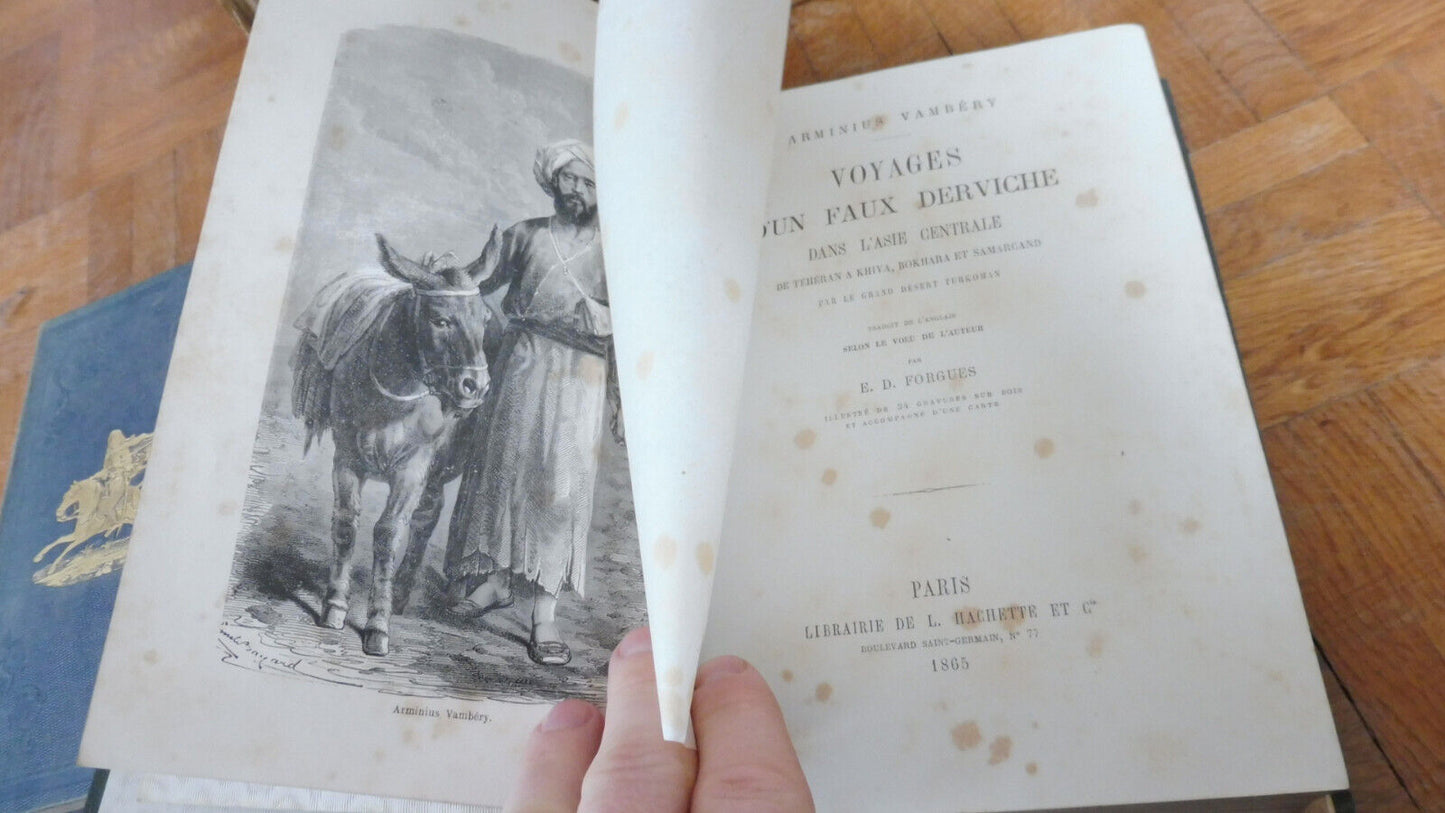 Bayard
Arminius Vambéry.
ARMINIUS VAMBÉRY
VOYAGES
D'UN FAUX DERVICHE
DANS L'ASIE CENTRALE
DE TÉHÉRAN A KHIVA, BOKHARA ET SAMARCAND
PAR LE GRAND DÉSERT TURKOMAN
TRADUIT DE L'ANGLAIS
SELON LE VŒU DE L'AUTEUR
PAR
E. D. FORGUES
ILLUSTRÉ DE 34 GRAVURES SUR BOIS
ET ACCOMPAGNÉ D'UNE CARTE
PARIS
LIBRAIRIE DE L. HACHETTE ET Cie
BOULEVARD SAINT-GERMAIN, N° 77
1865